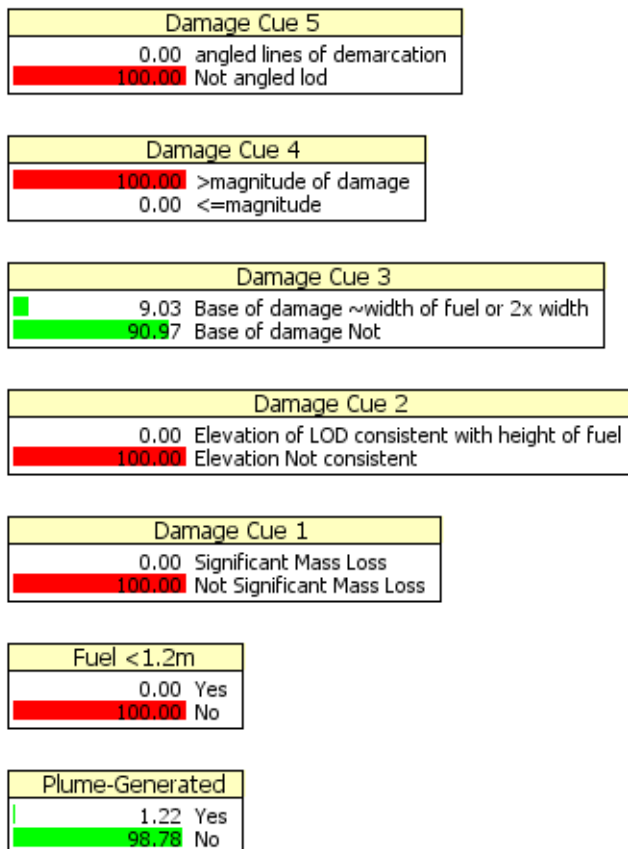 Damage Cue 5
0.00 angled lines of demarcation
100.00 Not angled lod
Damage Cue 4
100.00 >magnitude of damage
0.00 <=magnitude
Damage Cue 3
9.03 Base of damage ~width of fuel or 2x width
90.97 Base of damage Not
Damage Cue 2
0.00 Elevation of LOD consistent with height of fuel
100.00 Elevation Not consistent
Damage Cue 1
0.00 Significant Mass Loss
100.00 Not Significant Mass Loss
Fuel <1.2m
0.00 Yes
100.00 No
Plume-Generated
1.22 Yes
98.78 No